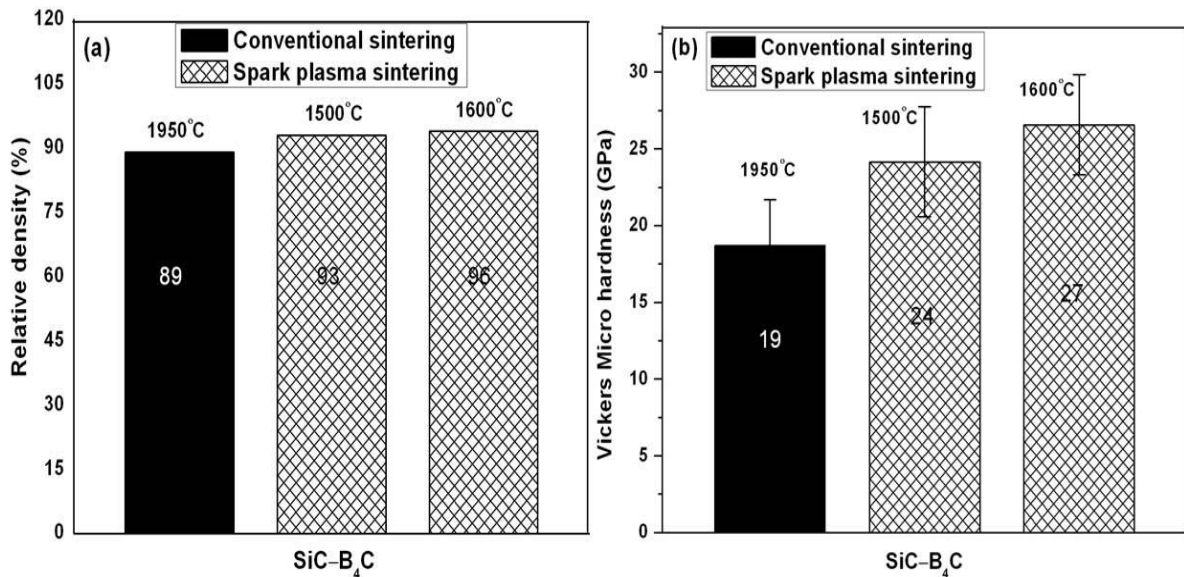 (a)
Conventional sintering
Spark plasma sintering
1950°C
1500°C
1600°C
Relative density (%)
120
105
90
75
60
45
30
15
0
89
93
96
SiC–B₄C
(b)
Conventional sintering
Spark plasma sintering
1950°C
1500°C
1600°C
Vickers Micro hardness (GPa)
30
25
20
15
10
5
0
19
24
27
SiC–B₄C